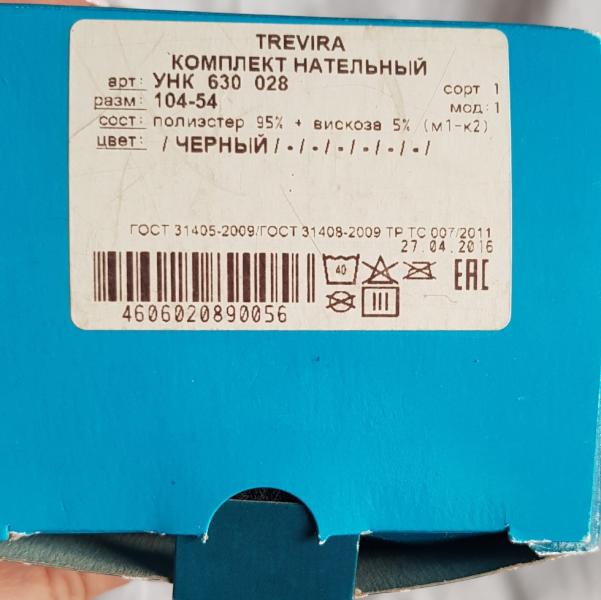 TREVIRA
КОМПЛЕКТ НАТЕЛЬНЫЙ
арт: УНК 630 028 сорт 1
разм: 104-54 мод: 1
сост: полиэстер 95% + вискоза 5% (м1-к2)
цвет: / ЧЕРНЫЙ / - / - / - / - / - / - /
ГОСТ 31405-2009/ГОСТ 31408-2009 ТР ТС 007/2011
27.04.2016
40
EAC
III
4606020890056